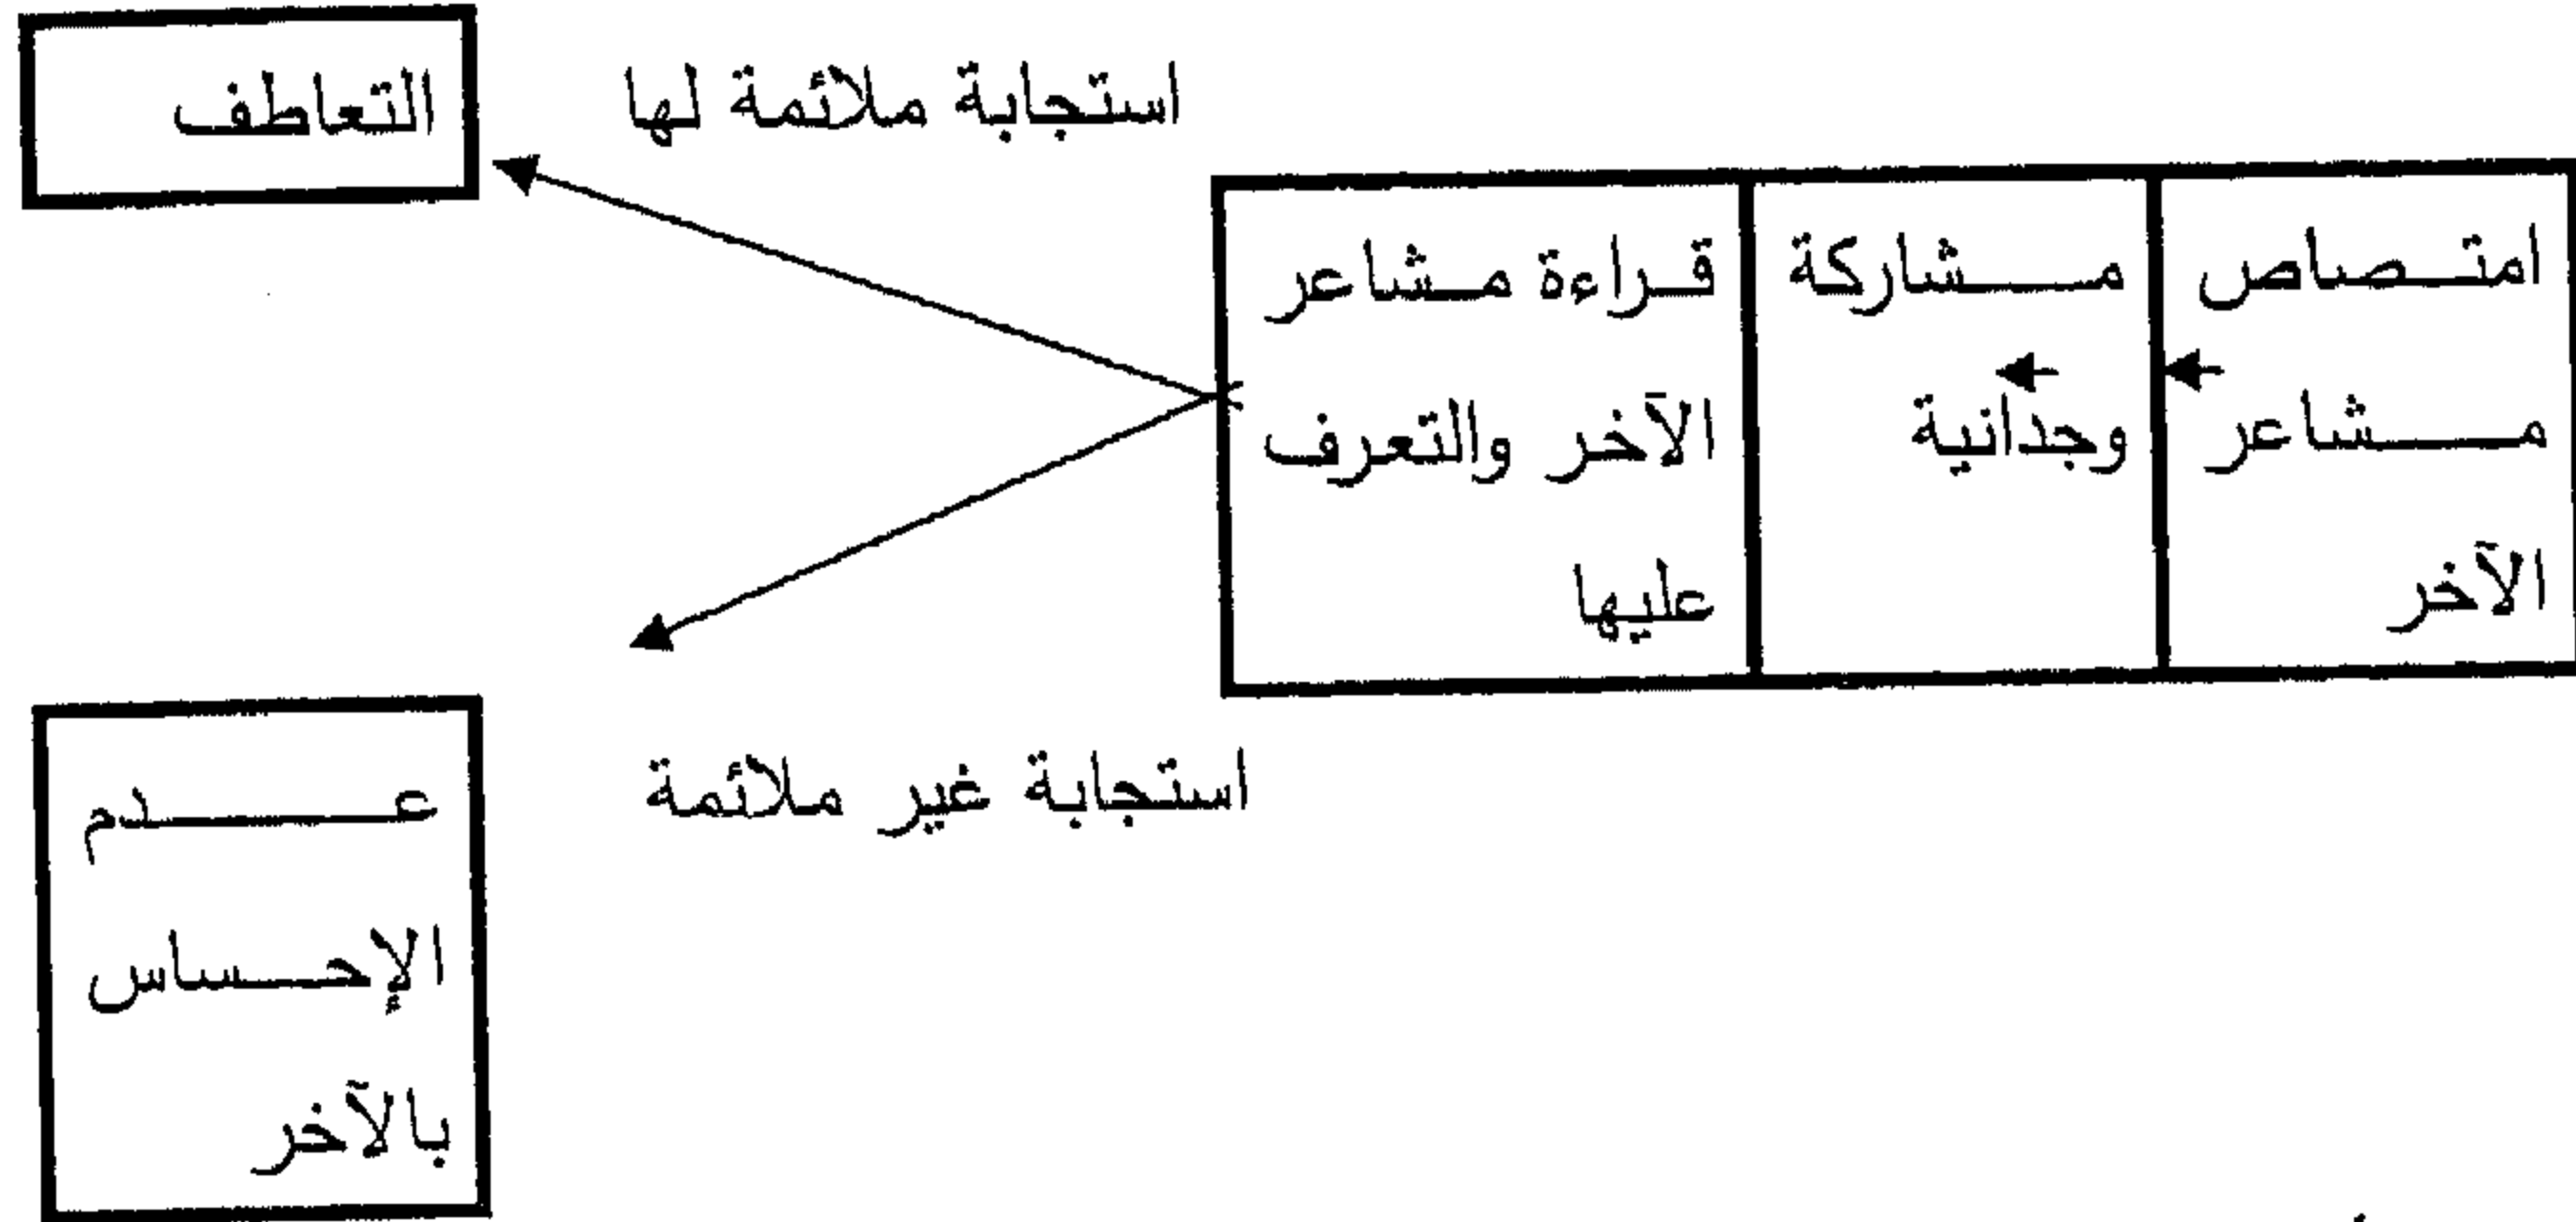 التعاطف
استجابة ملائمة لها
امتصاص
مشاعر
الآخر
مشاركة
وجدانية
قراءة مشاعر
الآخر والتعرف
عليها
استجابة غير ملائمة
عدم
الإحساس
بالآخر